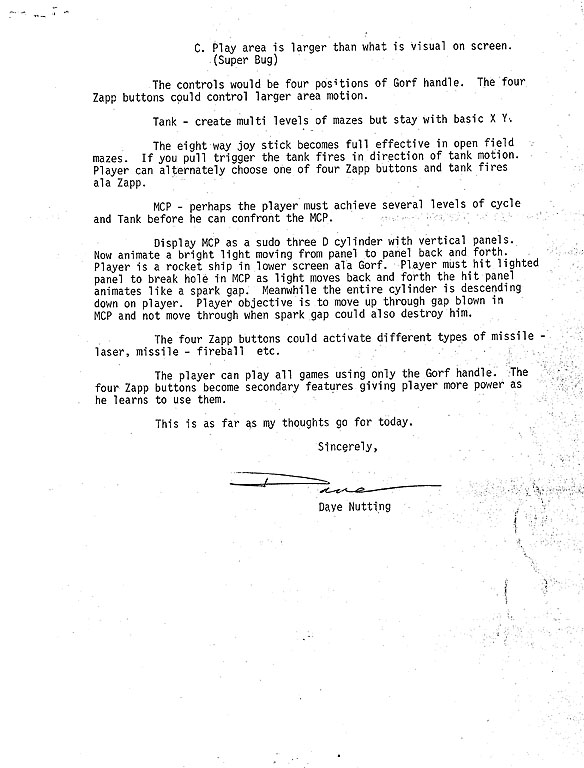 C. Play area is larger than what is visual on screen.
(Super Bug)
The controls would be four positions of Gorf handle. The four
Zapp buttons could control larger area motion.
Tank - create multi levels of mazes but stay with basic X Y.
The eight way joy stick becomes full effective in open field
mazes. If you pull trigger the tank fires in direction of tank motion.
Player can alternately choose one of four Zapp buttons and tank fires
ala Zapp.
MCP - perhaps the player must achieve several levels of cycle
and Tank before he can confront the MCP.
Display MCP as a sudo three D cylinder with vertical panels.
Now animate a bright light moving from panel to panel back and forth.
Player is a rocket ship in lower screen ala Gorf. Player must hit lighted
panel to break hole in MCP as light moves back and forth the hit panel
animates like a spark gap. Meanwhile the entire cylinder is descending
down on player. Player objective is to move up through gap blown in
MCP and not move through when spark gap could also destroy him.
The four Zapp buttons could activate different types of missile -
laser, missile - fireball etc.
The player can play all games using only the Gorf handle. The
four Zapp buttons become secondary features giving player more power as
he learns to use them.
This is as far as my thoughts go for today.
Sincerely,
Dave
Dave Nutting